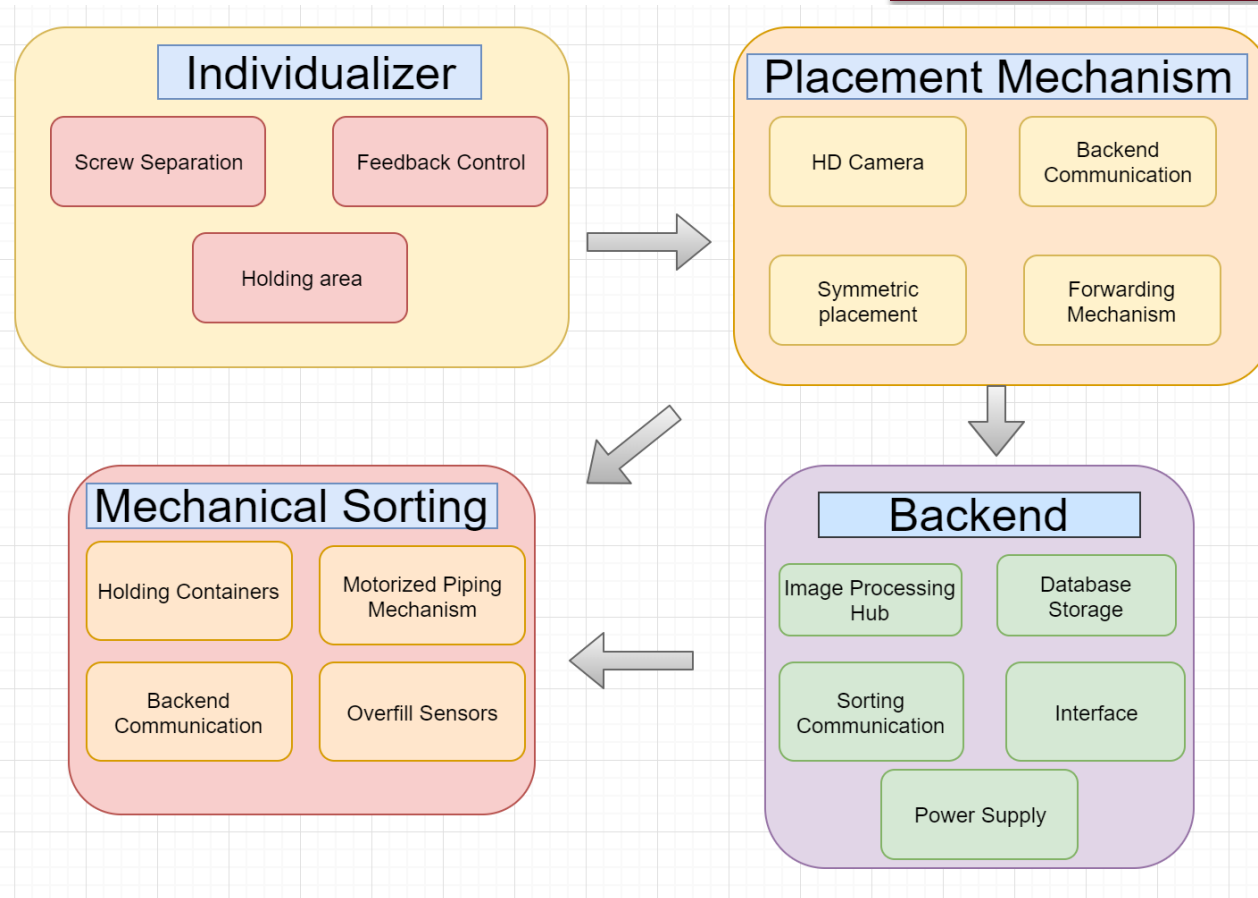 Individualizer
Screw Separation
Feedback Control
Holding area
Placement Mechanism
HD Camera
Backend
Communication
Symmetric
placement
Forwarding
Mechanism
Mechanical Sorting
Holding Containers
Motorized Piping
Mechanism
Backend
Communication
Overfill Sensors
Backend
Image Processing
Hub
Database
Storage
Sorting
Communication
Interface
Power Supply